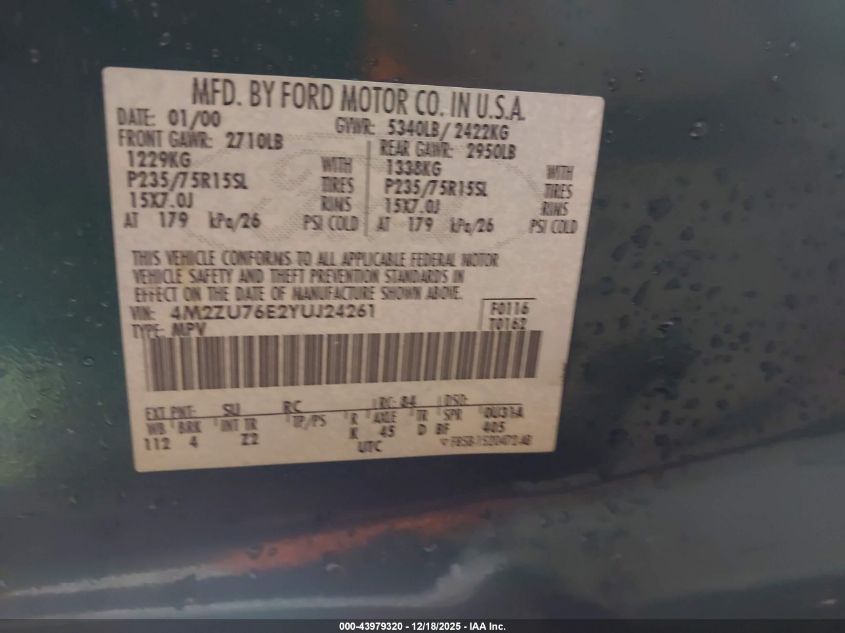 MFD. BY FORD MOTOR CO. IN U.S.A.
DATE: 01/00 GVWR: 5340LB/ 2422KG
FRONT GAWR: 2710LB REAR GAWR: 2950LB
1229KG WITH 1338KG WITH
P235/75R15SL TIRES P235/75R15SL TIRES
15X7.0J RIMS 15X7.0J RIMS
AT 179 kPa/26 PSI COLD AT 179 kPa/26 PSI COLD
THIS VEHICLE CONFORMS TO ALL APPLICABLE FEDERAL MOTOR
VEHICLE SAFETY AND THEFT PREVENTION STANDARDS IN
EFFECT ON THE DATE OF MANUFACTURE SHOWN ABOVE.
VIN: 4M2ZU76E2YUJ24261 F0116
TYPE: MPV T0162
EXT PNT: SU RC RC: 84 DSO:
WB BRK INT TR TP/PS R AXLE TR SPR 0U31A
112 4 Z2 K 45 D BF 405
UTC
000-43979320 | 12/18/2025 - IAA Inc.